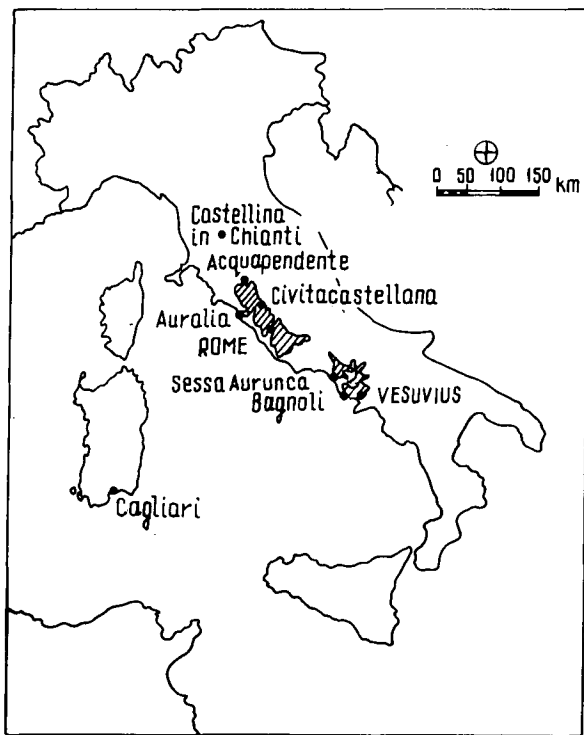 0 50 100 150 km
Castellina
in Chianti
Acquapendente
Civitacastellana
Auralia
ROME
Sessa Aurunca
Bagnoli
VESUVIUS
Cagliari